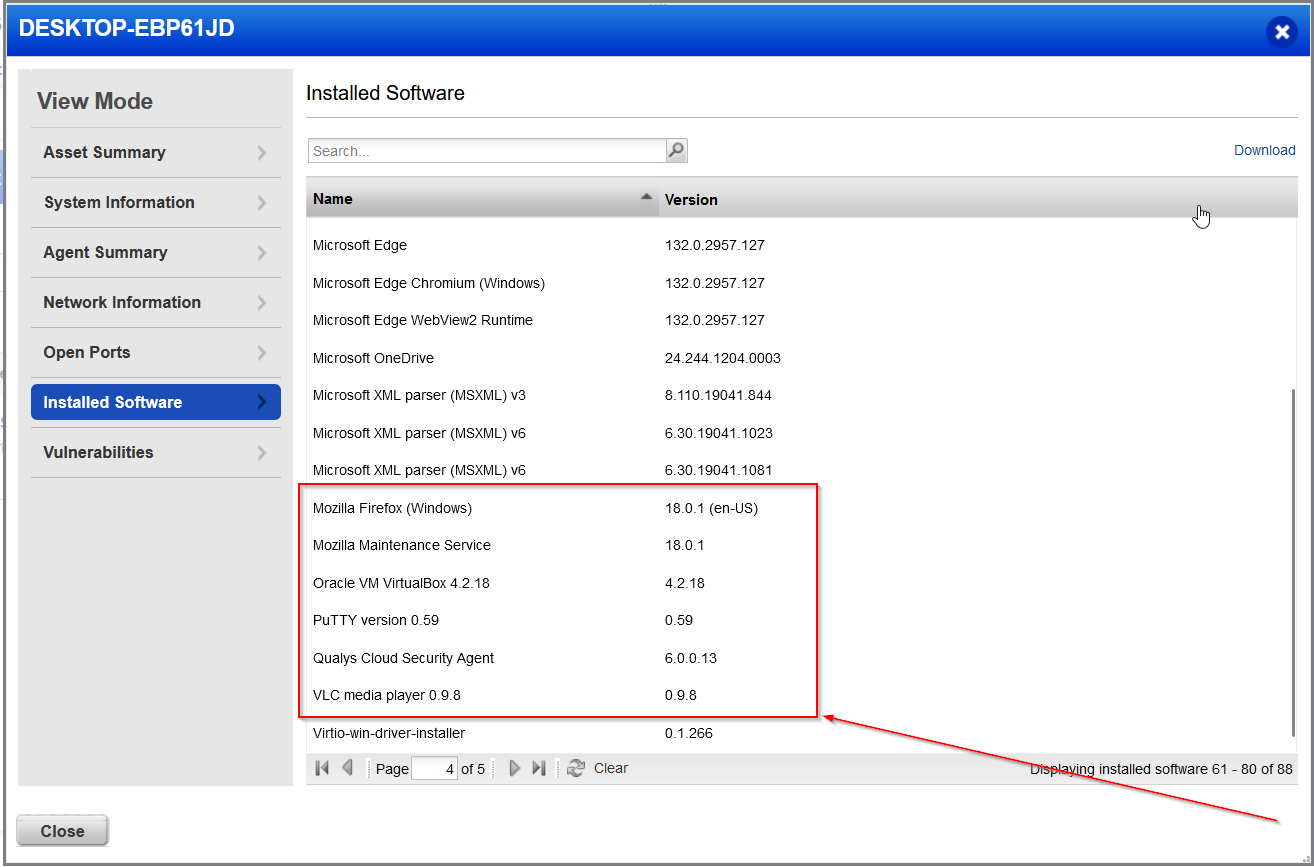 DESKTOP-EBP61JD
View Mode
Asset Summary
System Information
Agent Summary
Network Information
Open Ports
Installed Software
Vulnerabilities
Installed Software
Search...
Download
Name Version
Microsoft Edge 132.0.2957.127
Microsoft Edge Chromium (Windows) 132.0.2957.127
Microsoft Edge WebView2 Runtime 132.0.2957.127
Microsoft OneDrive 24.244.1204.0003
Microsoft XML parser (MSXML) v3 8.110.19041.844
Microsoft XML parser (MSXML) v6 6.30.19041.1023
Microsoft XML parser (MSXML) v6 6.30.19041.1081
Mozilla Firefox (Windows) 18.0.1 (en-US)
Mozilla Maintenance Service 18.0.1
Oracle VM VirtualBox 4.2.18 4.2.18
PuTTY version 0.59 0.59
Qualys Cloud Security Agent 6.0.0.13
VLC media player 0.9.8 0.9.8
Virtio-win-driver-installer 0.1.266
Page 4 of 5 Clear Displaying installed software 61 - 80 of 88
Close